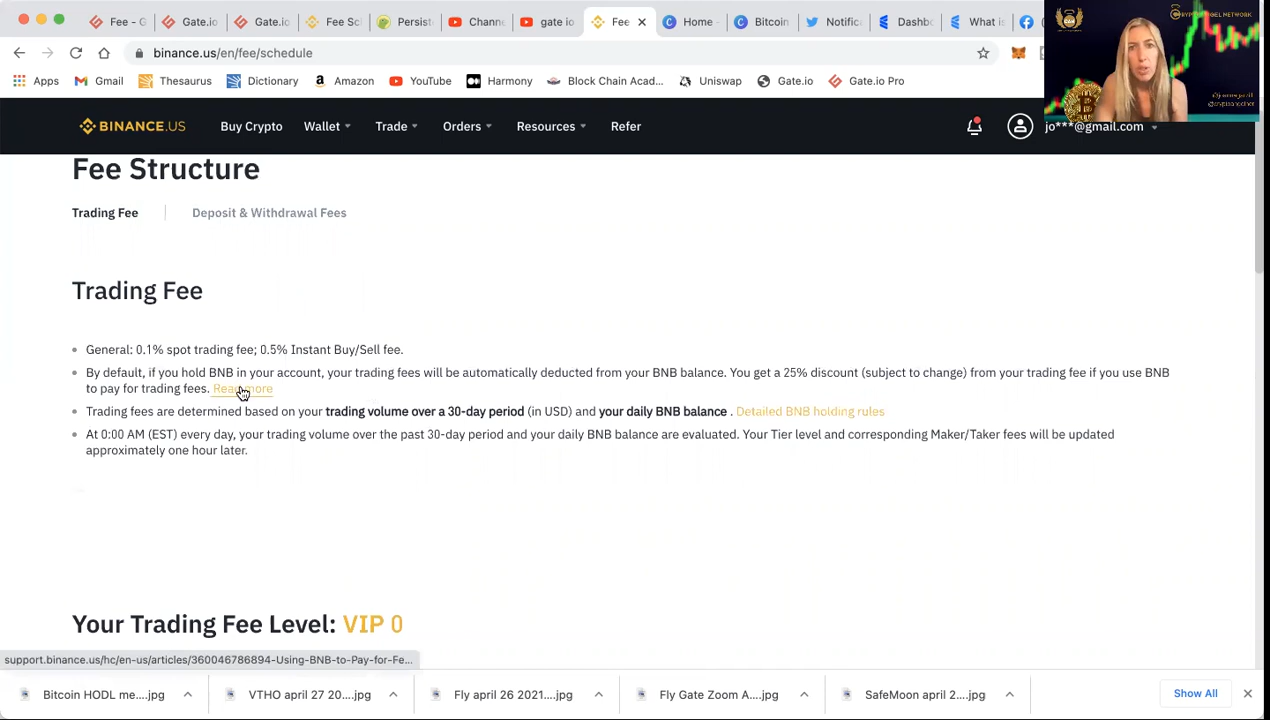 Fee - G
Gate.io
Gate.io
Fee Sch
Persiste
Channe
gate io
Fee
Home -
Bitcoin
Notific
Dashbo
What is
binance.us/en/fee/schedule
Apps
Gmail
Thesaurus
Dictionary
Amazon
YouTube
Harmony
Block Chain Acad...
Uniswap
Gate.io
Gate.io Pro
BINANCE.US
Buy Crypto
Wallet
Trade
Orders
Resources
Refer
jo***@gmail.com
Fee Structure
Trading Fee
Deposit & Withdrawal Fees
Trading Fee
General: 0.1% spot trading fee; 0.5% Instant Buy/Sell fee.
By default, if you hold BNB in your account, your trading fees will be automatically deducted from your BNB balance. You get a 25% discount (subject to change) from your trading fee if you use BNB
to pay for trading fees. Read more
Trading fees are determined based on your trading volume over a 30-day period (in USD) and your daily BNB balance . Detailed BNB holding rules
At 0:00 AM (EST) every day, your trading volume over the past 30-day period and your daily BNB balance are evaluated. Your Tier level and corresponding Maker/Taker fees will be updated
approximately one hour later.
Your Trading Fee Level: VIP 0
support.binance.us/hc/en-us/articles/360046786894-Using-BNB-to-Pay-for-Fe...
Bitcoin HODL me....jpg
VTHO april 27 20....jpg
Fly april 26 2021....jpg
Fly Gate Zoom A....jpg
SafeMoon april 2....jpg
Show All